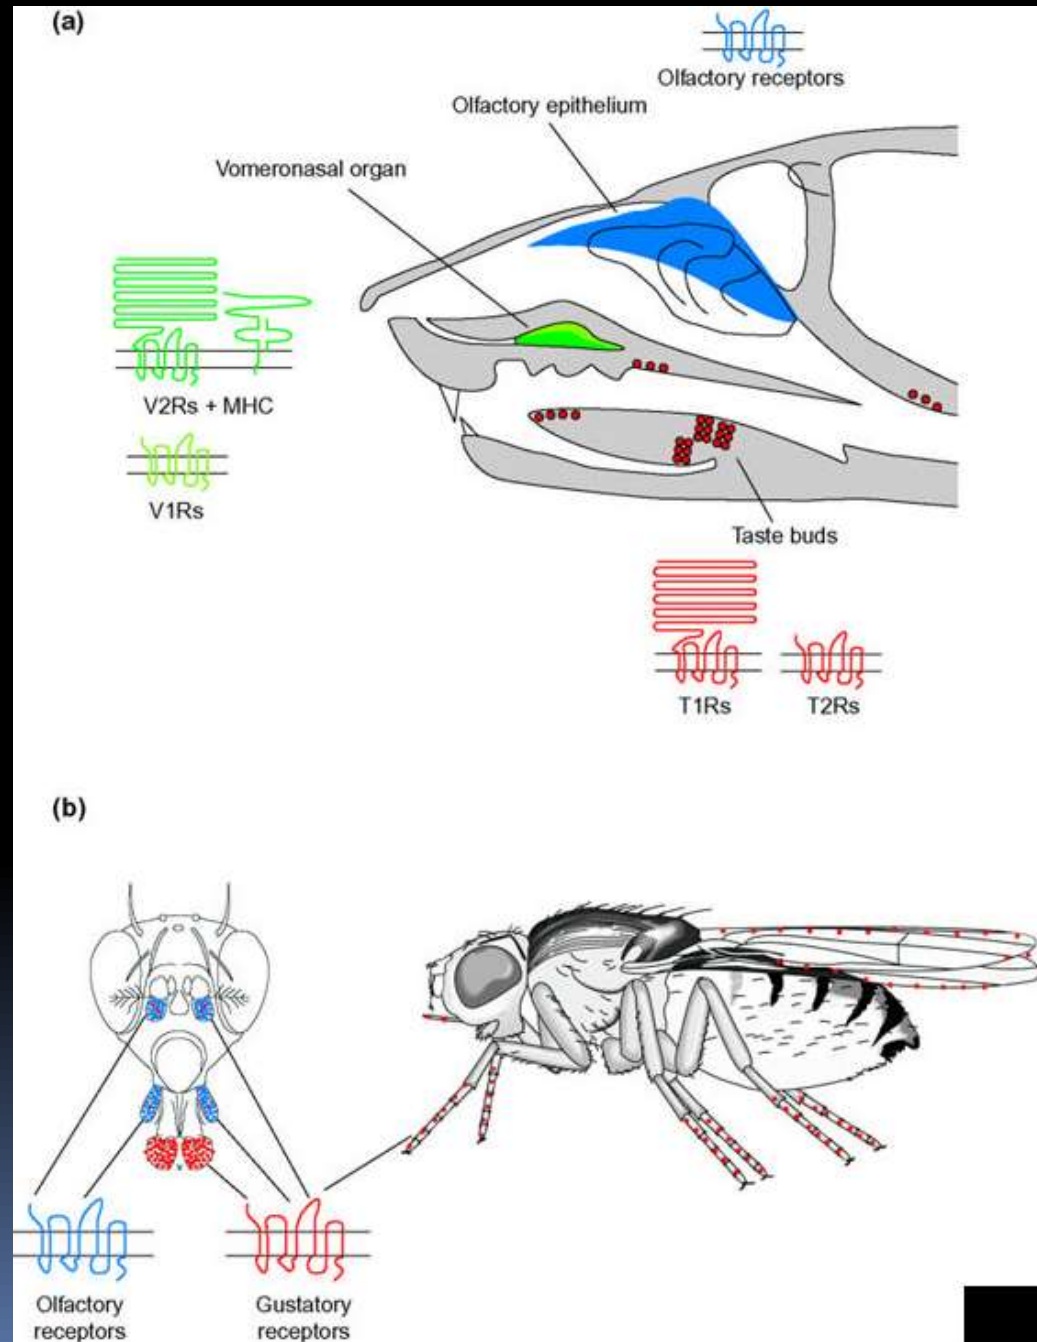 (a)
Olfactory receptors
Olfactory epithelium
Vomeronasal organ
V2Rs + MHC
V1Rs
Taste buds
T1Rs
T2Rs
(b)
Olfactory
receptors
Gustatory
receptors